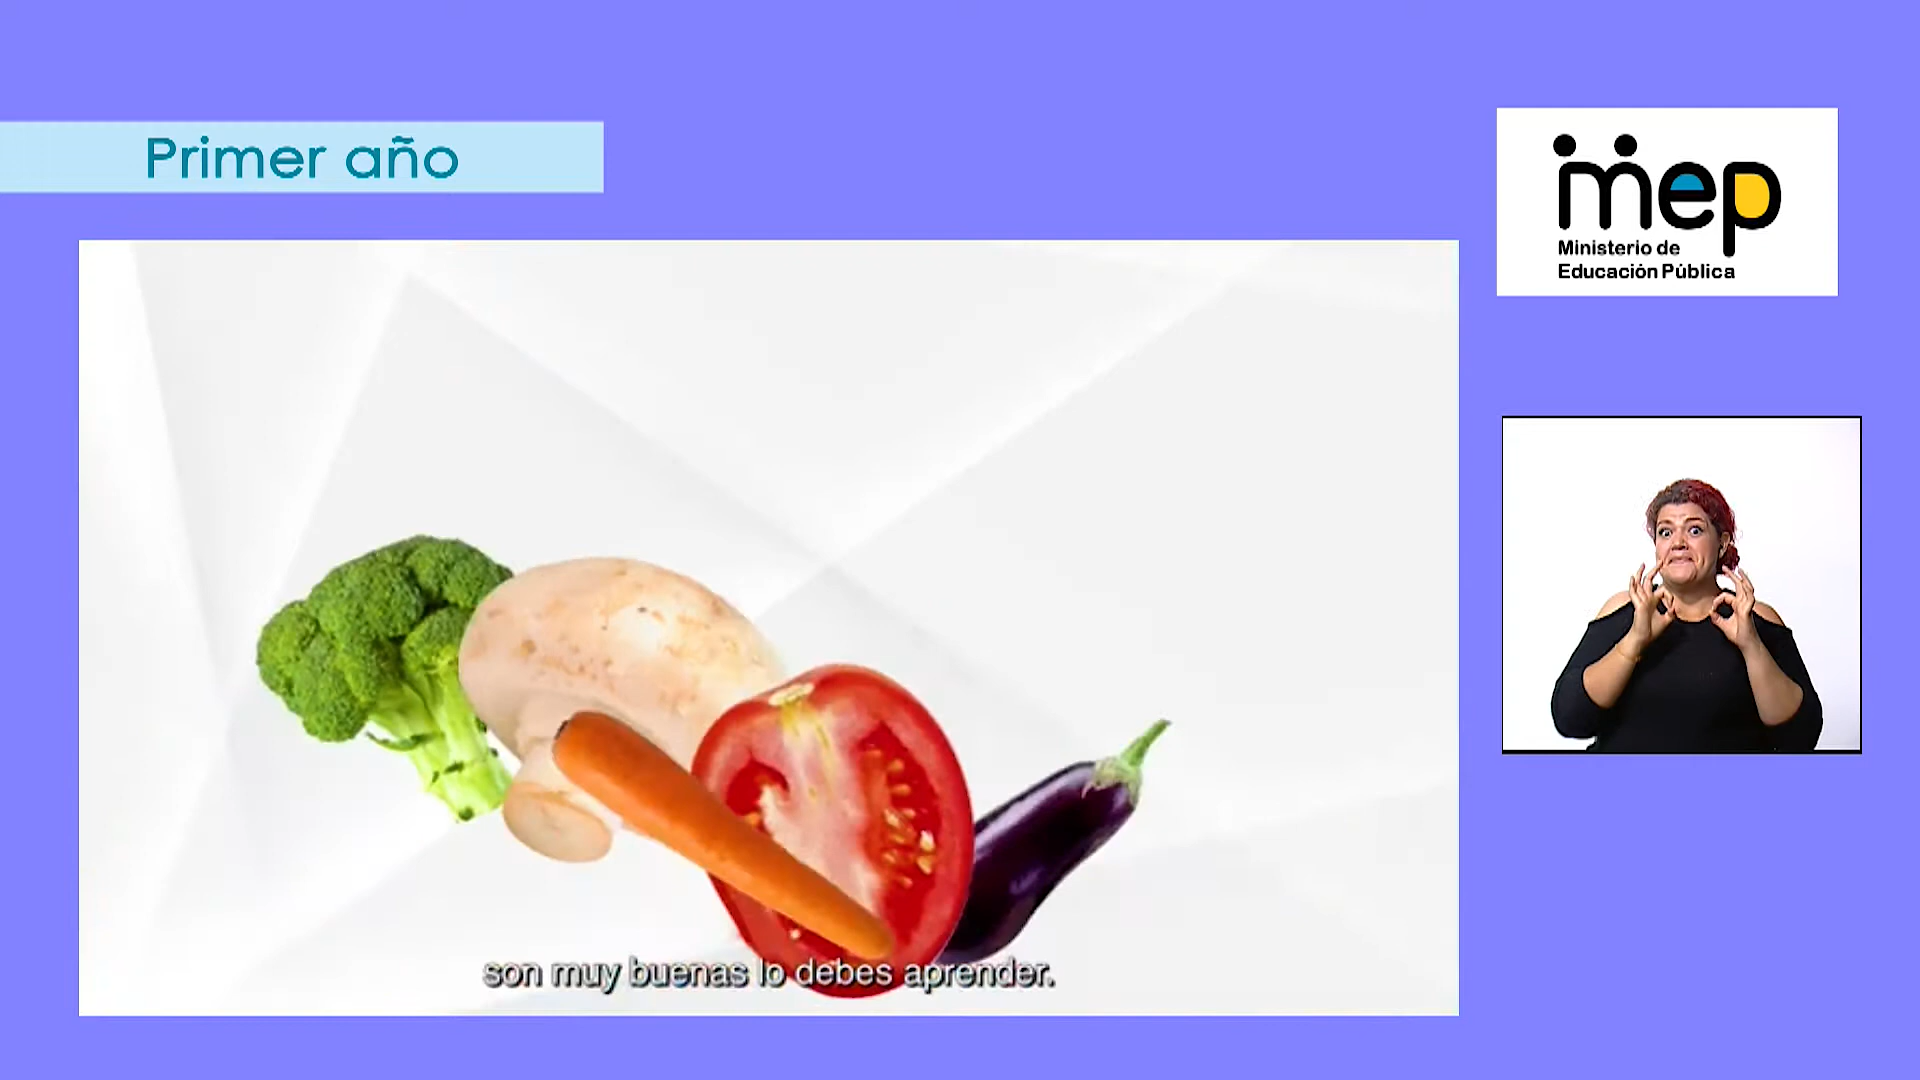 Primer año
mep
Ministerio de
Educación Pública
son muy buenas lo debes aprender.